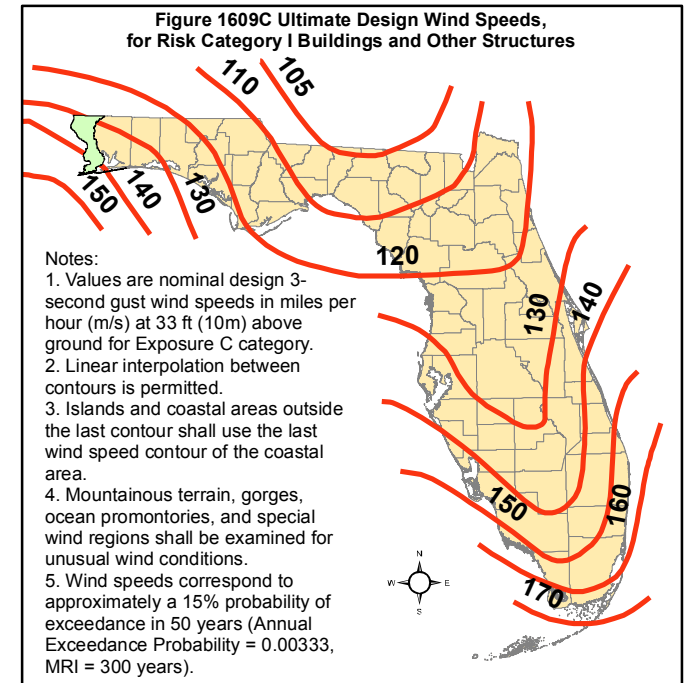 Figure 1609C Ultimate Design Wind Speeds,
for Risk Category I Buildings and Other Structures
110
105
150
140
130
120
130
140
Notes:
1. Values are nominal design 3-
second gust wind speeds in miles per
hour (m/s) at 33 ft (10m) above
ground for Exposure C category.
2. Linear interpolation between
contours is permitted.
3. Islands and coastal areas outside
the last contour shall use the last
wind speed contour of the coastal
area.
4. Mountainous terrain, gorges,
ocean promontories, and special
wind regions shall be examined for
unusual wind conditions.
5. Wind speeds correspond to
approximately a 15% probability of
exceedance in 50 years (Annual
Exceedance Probability = 0.00333,
MRI = 300 years).
150
160
170
N
W E
S